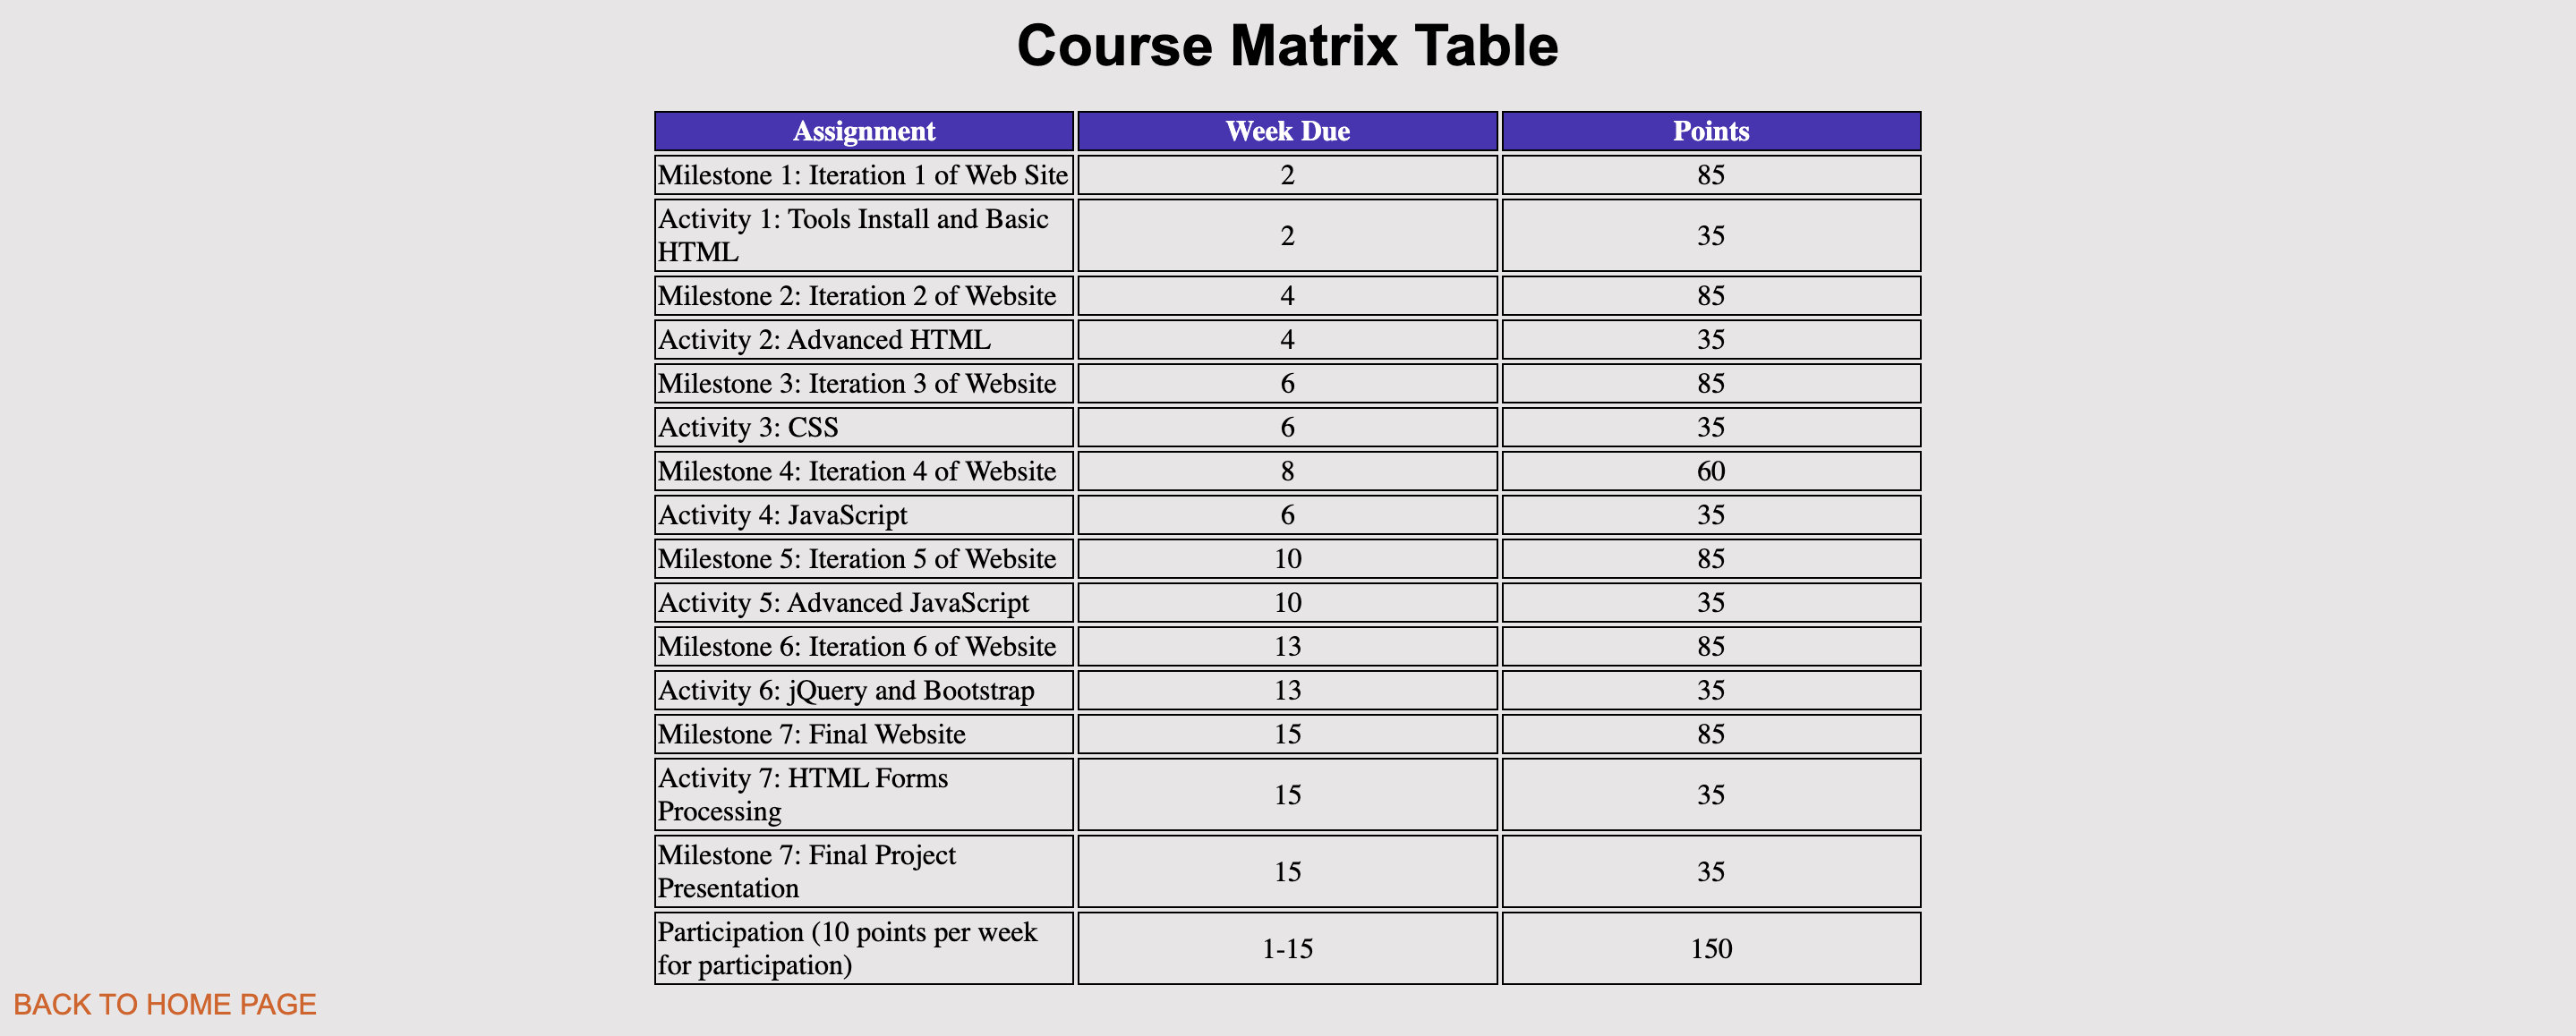 Course Matrix Table
Assignment Week Due Points
Milestone 1: Iteration 1 of Web Site 2 85
Activity 1: Tools Install and Basic
HTML 2 35
Milestone 2: Iteration 2 of Website 4 85
Activity 2: Advanced HTML 4 35
Milestone 3: Iteration 3 of Website 6 85
Activity 3: CSS 6 35
Milestone 4: Iteration 4 of Website 8 60
Activity 4: JavaScript 6 35
Milestone 5: Iteration 5 of Website 10 85
Activity 5: Advanced JavaScript 10 35
Milestone 6: Iteration 6 of Website 13 85
Activity 6: jQuery and Bootstrap 13 35
Milestone 7: Final Website 15 85
Activity 7: HTML Forms
Processing 15 35
Milestone 7: Final Project
Presentation 15 35
Participation (10 points per week
for participation) 1-15 150
BACK TO HOME PAGE